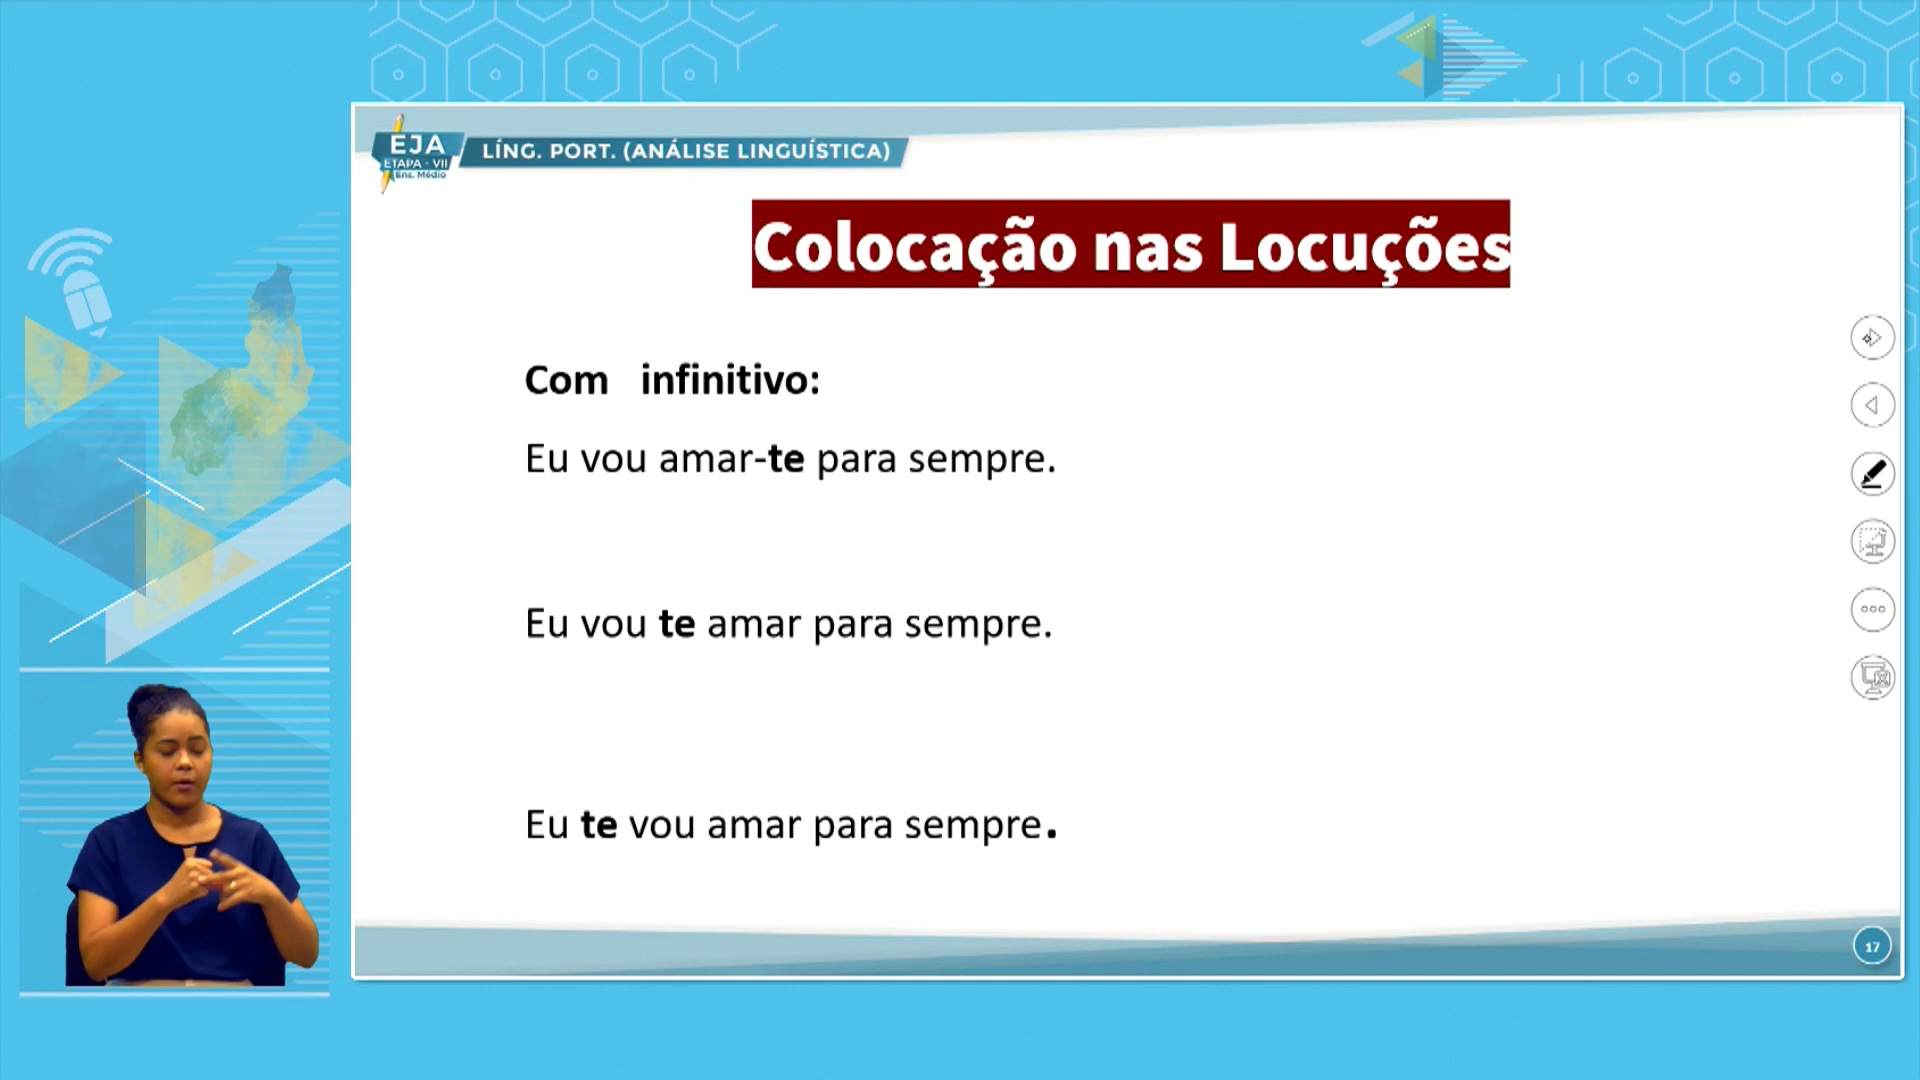 EJA
ETAPA - VII
Ens. Médio
LÍNG. PORT. (ANÁLISE LINGUÍSTICA)
Colocação nas Locuções
Com infinitivo:
Eu vou amar-te para sempre.
Eu vou te amar para sempre.
Eu te vou amar para sempre.
17